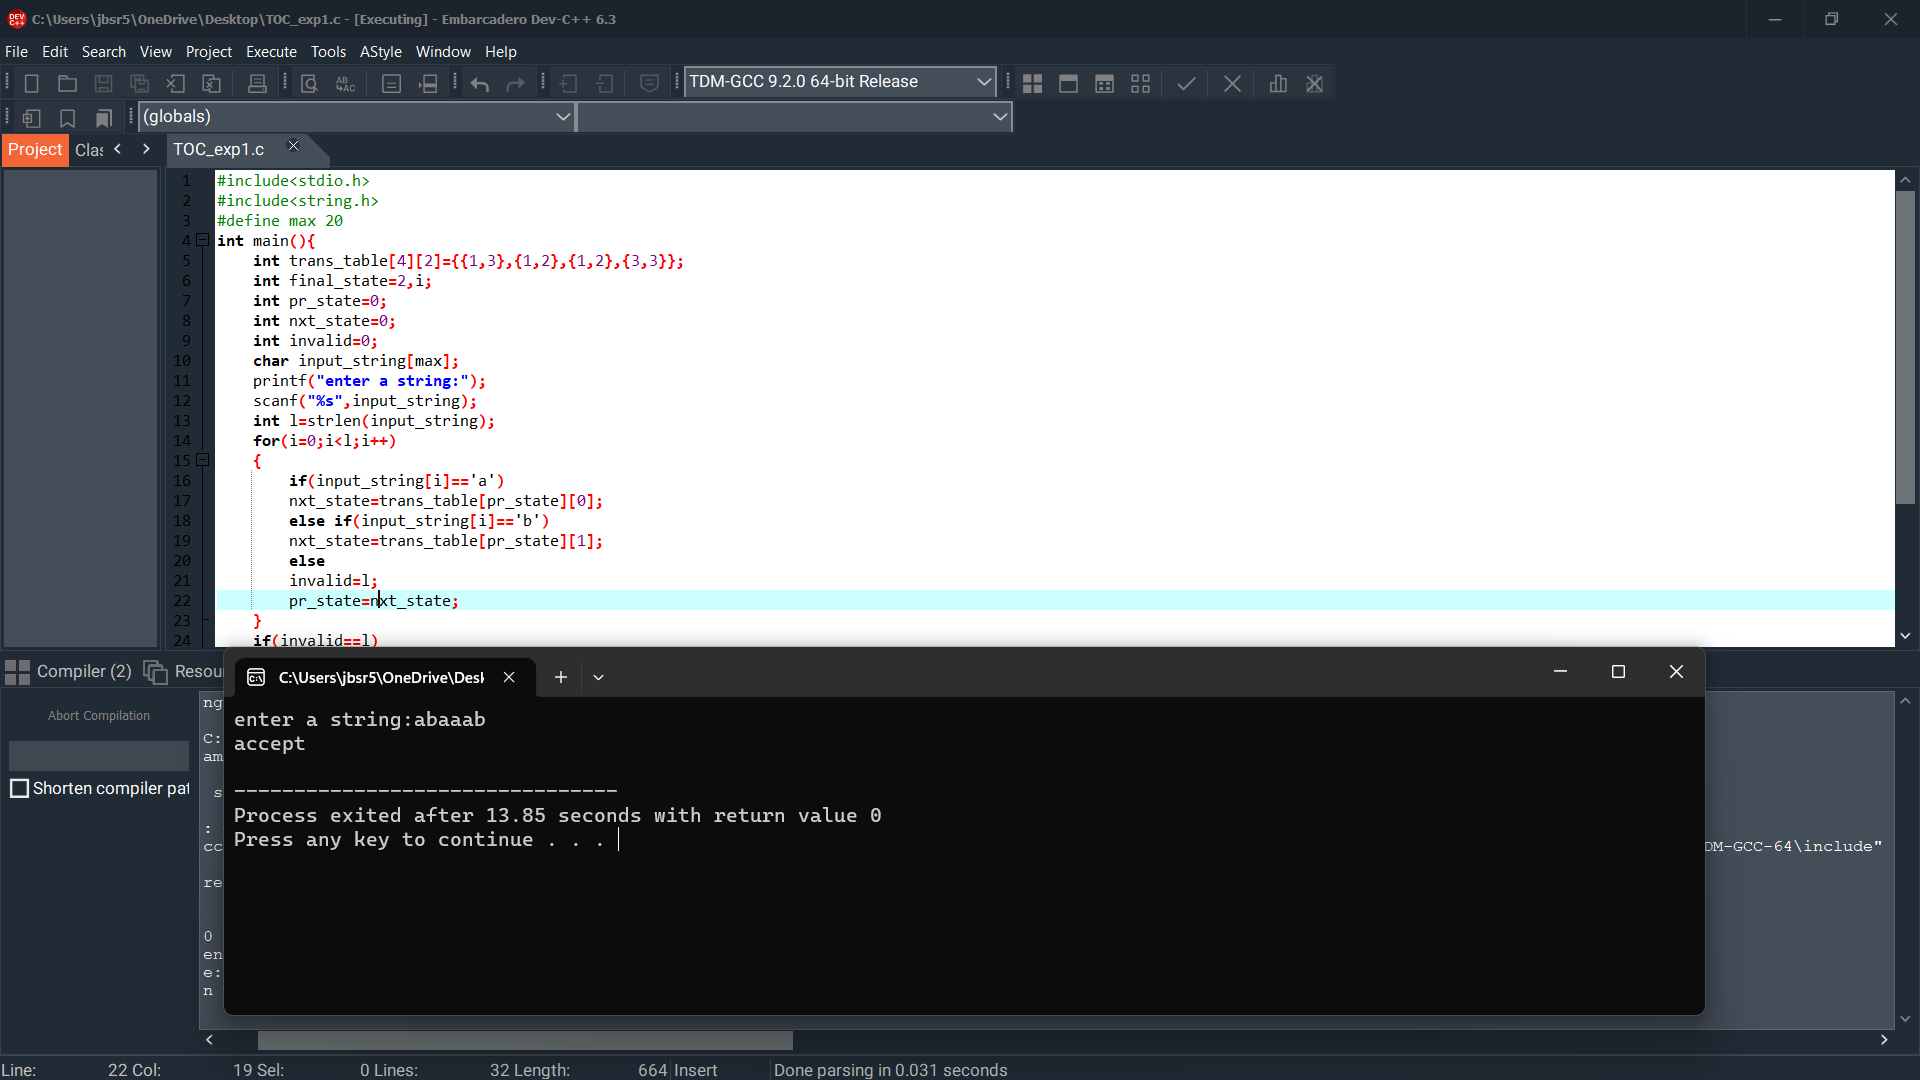 C:\Users\jbsr5\OneDrive\Desktop\TOC_exp1.c - [Executing] - Embarcadero Dev-C++ 6.3
File Edit Search View Project Execute Tools AStyle Window Help
TDM-GCC 9.2.0 64-bit Release
(globals)
Project Clas TOC_exp1.c
1 #include<stdio.h>
2 #include<string.h>
3 #define max 20
4 int main(){
5 int trans_table[4][2]={{1,3},{1,2},{1,2},{3,3}};
6 int final_state=2,i;
7 int pr_state=0;
8 int nxt_state=0;
9 int invalid=0;
10 char input_string[max];
11 printf("enter a string:");
12 scanf("%s",input_string);
13 int l=strlen(input_string);
14 for(i=0;i<l;i++)
15 {
16 if(input_string[i]=='a')
17 nxt_state=trans_table[pr_state][0];
18 else if(input_string[i]=='b')
19 nxt_state=trans_table[pr_state][1];
20 else
21 invalid=l;
22 pr_state=nxt_state;
23 }
24 if(invalid==l)
Compiler (2) Resou
C:\Users\jbsr5\OneDrive\Desk
Abort Compilation
Shorten compiler pat
ng
C:
am
s
:
cc
re
0
en
e:
n
enter a string:abaaab
accept
--------------------------------
Process exited after 13.85 seconds with return value 0
Press any key to continue . . .
DM-GCC-64\include"
Line: 22 Col: 19 Sel: 0 Lines: 32 Length: 664 Insert Done parsing in 0.031 seconds